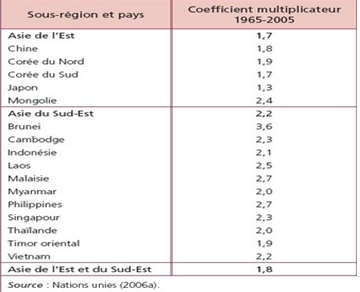 Sous-région et pays Coefficient multiplicateur
1965-2005
Asie de l'Est 1,7
Chine 1,8
Corée du Nord 1,9
Corée du Sud 1,7
Japon 1,3
Mongolie 2,4
Asie du Sud-Est 2,2
Brunei 3,6
Cambodge 2,3
Indonésie 2,1
Laos 2,5
Malaisie 2,7
Myanmar 2,0
Philippines 2,7
Singapour 2,3
Thaïlande 2,0
Timor oriental 1,9
Vietnam 2,2
Asie de l'Est et du Sud-Est 1,8
Source : Nations unies (2006a).